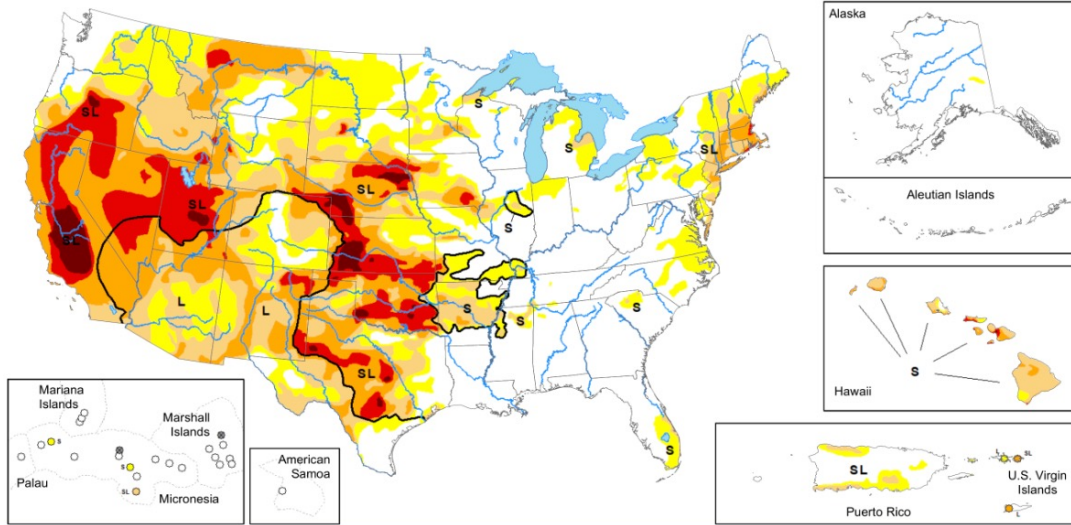 Alaska
Aleutian Islands
SL
S
S
SL
SL
SL
S
SL
L
L
S
S
S
SL
S
S
Hawaii
Mariana
Islands
Marshall
Islands
S
S
SL
Palau
Micronesia
American
Samoa
SL
L
SL
U.S. Virgin
Islands
L
Puerto Rico